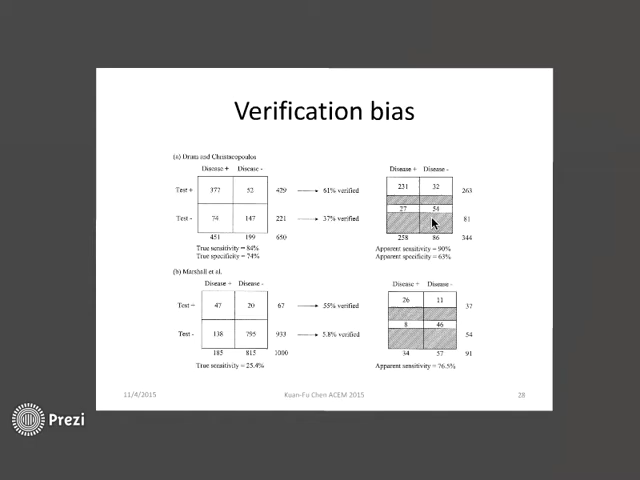 Verification bias
(a) Drum and Christacopoulos
Disease + Disease -
Disease + Disease -
Test + 377 52 429 61% verified 231 32 263
27 54
Test - 74 147 221 37% verified 81
451 199 650
258 86 344
True sensitivity = 84%
True specificity = 74%
Apparent sensitivity = 90%
Apparent specificity = 63%
(b) Marshall et al.
Disease + Disease -
Disease + Disease -
Test + 47 20 67 55% verified 26 11 37
8 46
Test - 138 795 933 5.8% verified 54
185 815 1000
34 57 91
True sensitivity = 25.4%
Apparent sensitivity = 76.5%
11/4/2015
Kuan-Fu Chen ACEM 2015
28
Prezi